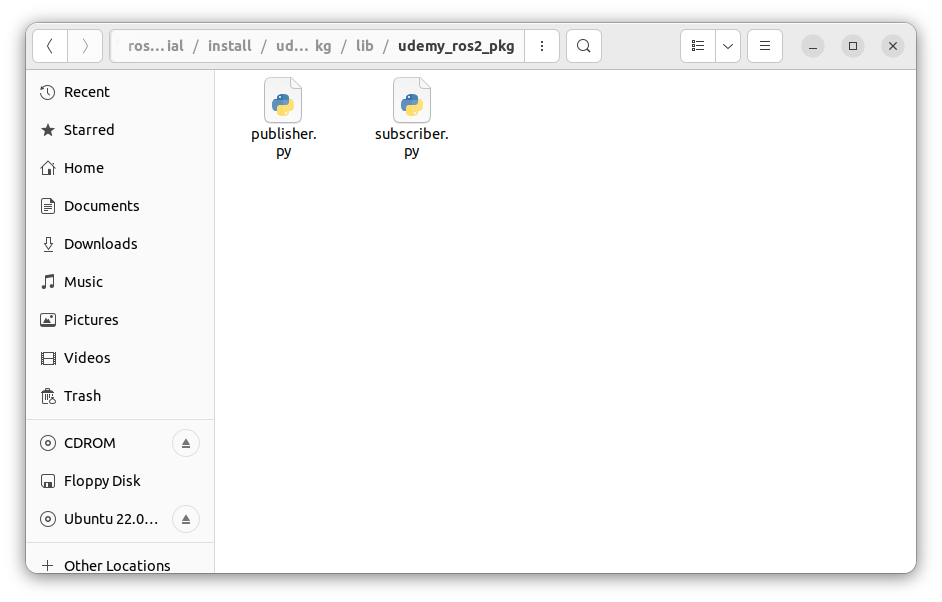 ros…ial / install / ud… kg / lib / udemy_ros2_pkg
Recent
Starred
Home
Documents
Downloads
Music
Pictures
Videos
Trash
CDROM
Floppy Disk
Ubuntu 22.0…
Other Locations
publisher.
py
subscriber.
py